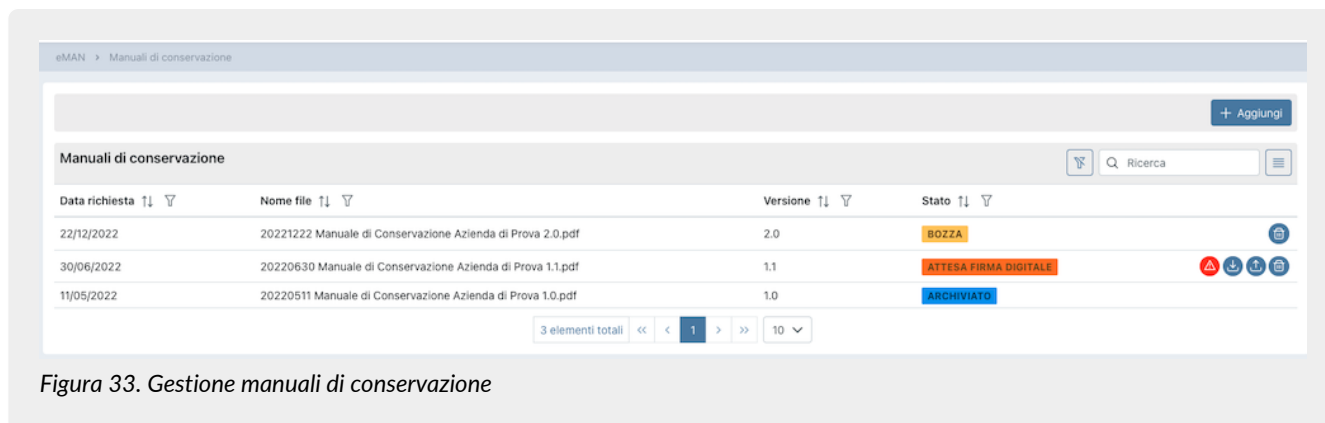 eMAN > Manuali di conservazione
+ Aggiungi
Manuali di conservazione
Ricerca
Data richiesta Nome file Versione Stato
22/12/2022 20221222 Manuale di Conservazione Azienda di Prova 2.0.pdf 2.0 BOZZA
30/06/2022 20220630 Manuale di Conservazione Azienda di Prova 1.1.pdf 1.1 ATTESA FIRMA DIGITALE
11/05/2022 20220511 Manuale di Conservazione Azienda di Prova 1.0.pdf 1.0 ARCHIVIATO
3 elementi totali << < 1 > >> 10
Figura 33. Gestione manuali di conservazione